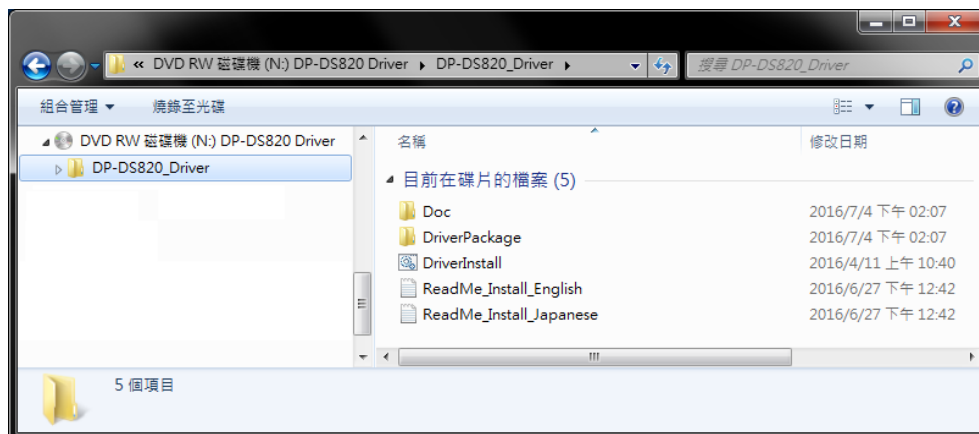 « DVD RW 磁碟機 (N:) DP-DS820 Driver ▸ DP-DS820_Driver ▸
搜尋 DP-DS820_Driver
組合管理 ▼ 燒錄至光碟
DVD RW 磁碟機 (N:) DP-DS820 Driver
DP-DS820_Driver
名稱 修改日期
目前在碟片的檔案 (5)
Doc 2016/7/4 下午 02:07
DriverPackage 2016/7/4 下午 02:07
DriverInstall 2016/4/11 上午 10:40
ReadMe_Install_English 2016/6/27 下午 12:42
ReadMe_Install_Japanese 2016/6/27 下午 12:42
5 個項目